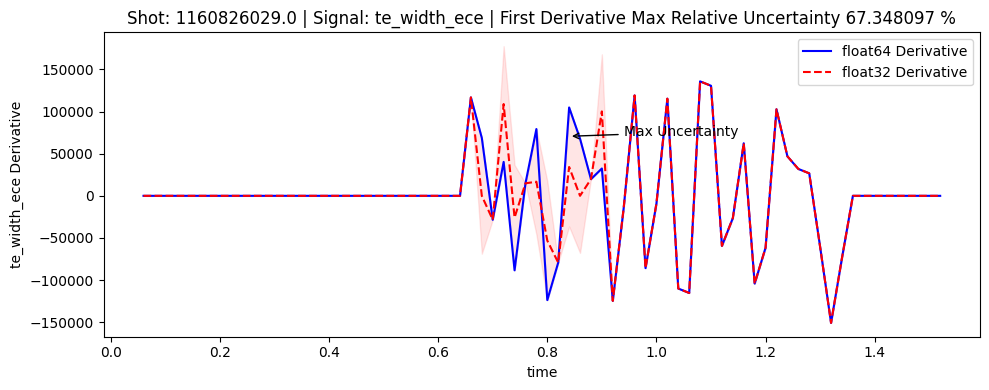 Shot: 1160826029.0 | Signal: te_width_ece | First Derivative Max Relative Uncertainty 67.348097 %
float64 Derivative
float32 Derivative
Max Uncertainty
te_width_ece Derivative
150000
100000
50000
0
−50000
−100000
−150000
0.0 0.2 0.4 0.6 0.8 1.0 1.2 1.4
time